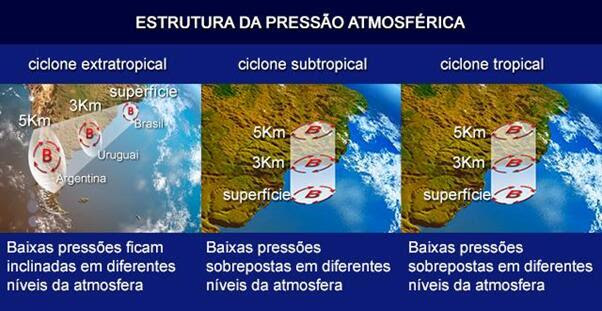 ESTRUTURA DA PRESSÃO ATMOSFÉRICA
ciclone extratropical
ciclone subtropical
ciclone tropical
superfície
3Km
5Km
B
B
B
Brasil
Uruguai
Argentina
5Km
B
3Km
B
superfície
B
5Km
B
3Km
B
superfície
B
Baixas pressões ficam
inclinadas em diferentes
níveis da atmosfera
Baixas pressões
sobrepostas em diferentes
níveis da atmosfera
Baixas pressões
sobrepostas em diferentes
níveis da atmosfera